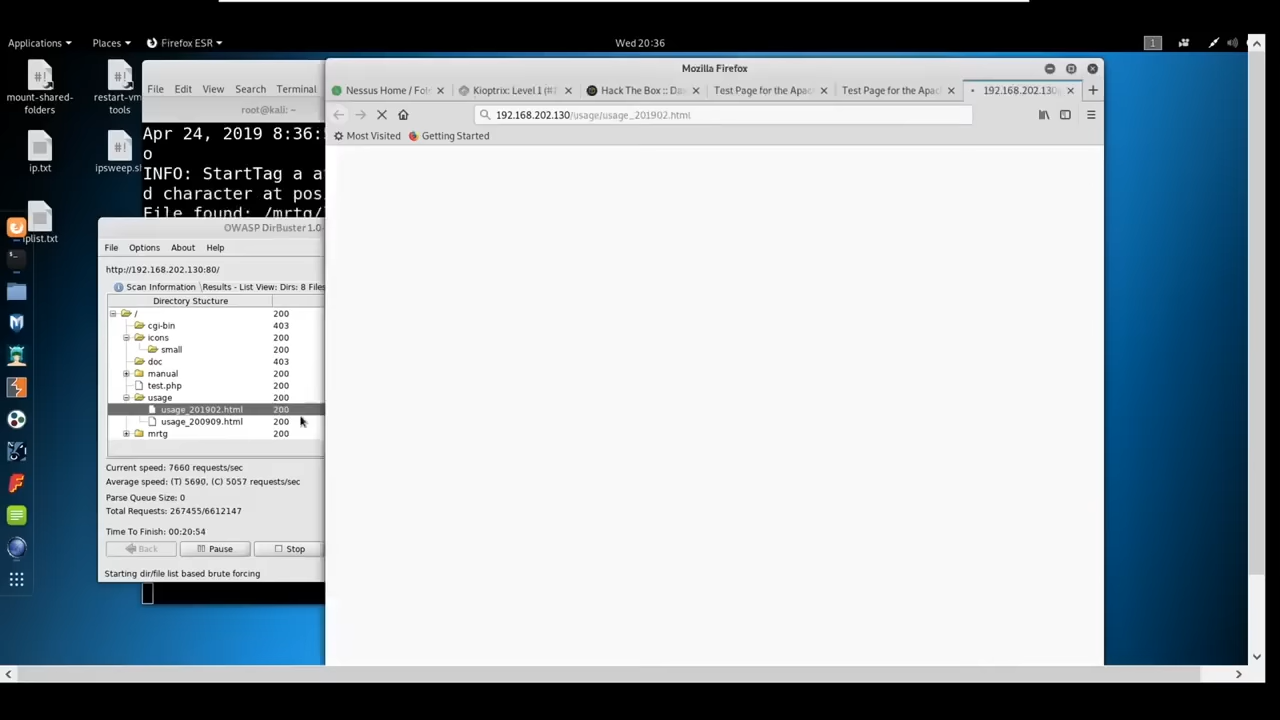 Applications
Places
Firefox ESR
Wed 20:36
1
mount-shared-
folders
restart-vm
tools
ip.txt
ipsweep.sl
iplist.txt
File Edit View Search Terminal
root@kali: ~
Apr 24, 2019 8:36:
o
INFO: StartTag a a
d character at pos
File found: /mrtg/
OWASP DirBuster 1.0
File Options About Help
http://192.168.202.130:80/
Scan Information Results - List View: Dirs: 8 Files
Directory Stucture
/ 200
cgi-bin 403
icons 200
small 200
doc 403
manual 200
test.php 200
usage 200
usage_201902.html 200
usage_200909.html 200
mrtg 200
Current speed: 7660 requests/sec
Average speed: (T) 5690, (C) 5057 requests/sec
Parse Queue Size: 0
Total Requests: 267455/6612147
Time To Finish: 00:20:54
Back Pause Stop
Starting dir/file list based brute forcing
Mozilla Firefox
Nessus Home / Fol
Kioptrix: Level 1 (#
Hack The Box :: Da
Test Page for the Apac
Test Page for the Apac
192.168.202.130
192.168.202.130/usage/usage_201902.html
Most Visited
Getting Started